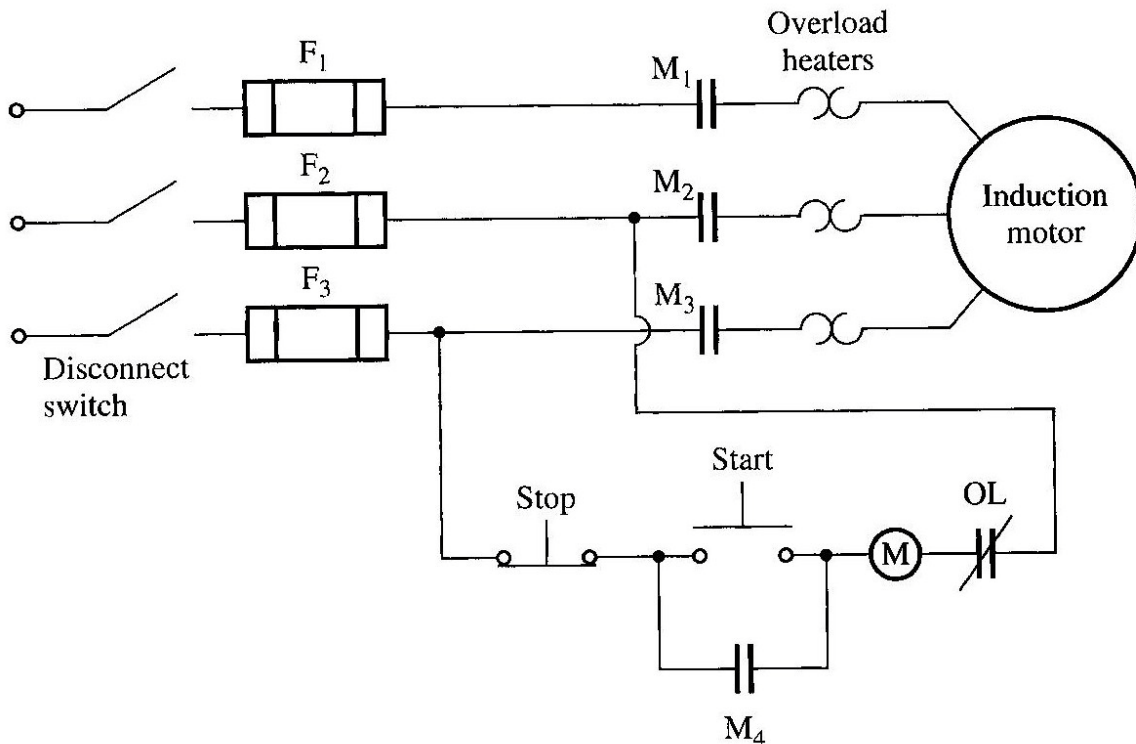 Overload
heaters
F1
M1
F2
M2
Induction
motor
F3
M3
Disconnect
switch
Start
Stop
OL
M
M4